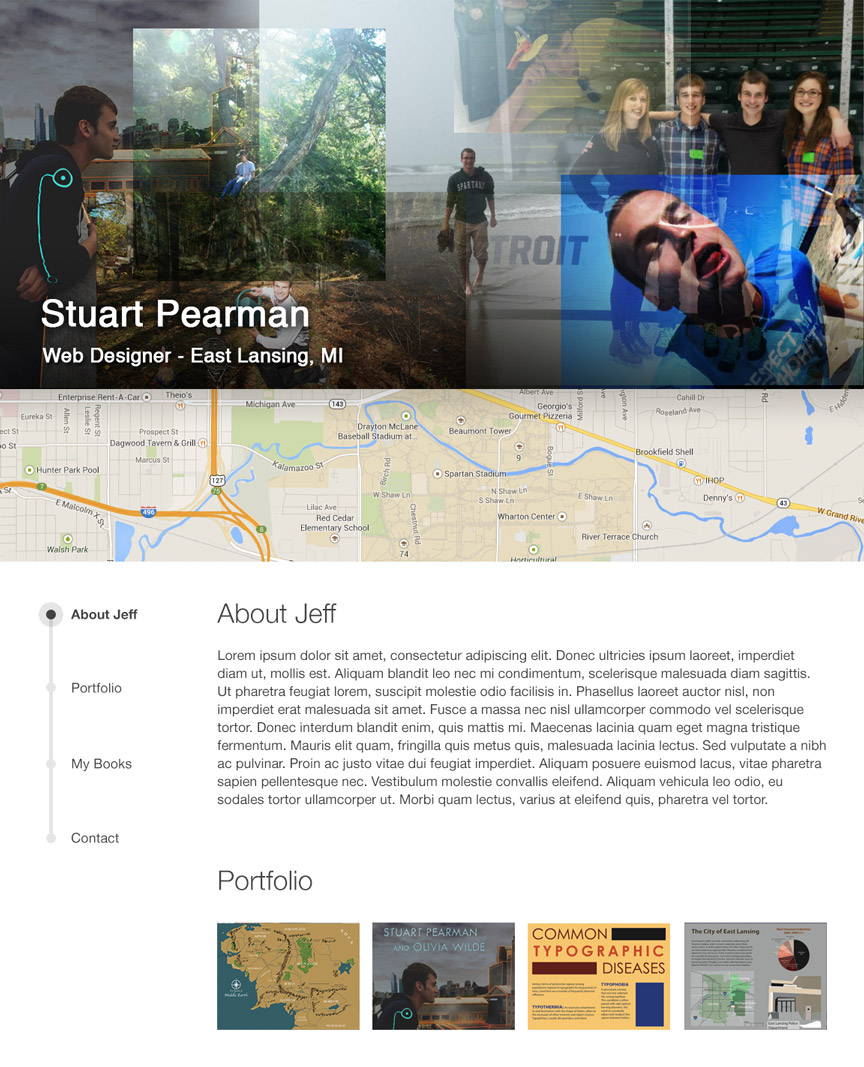 SPARTANS
TROIT
Stuart Pearman
Web Designer - East Lansing, MI
Enterprise Rent-A-Car
Theio's
Michigan Ave
143
Albert Ave
Georgio's
Gourmet Pizzeria
Cahill Dr
Roseland Ave
Rd
Eureka St
Allen St
Leslie St
Regent St
Prospect St
Dagwood Tavern & Grill
Marcus St
Drayton McLane
Baseball Stadium at...
Beaumont Tower
Milford St
Brookfield Shell
Hunter Park Pool
Kalamazoo St
Birch Rd
Spartan Stadium
9
Bogue St
127
IHOP
Denny's
E Malcolm X St
496
W Shaw Ln
N Shaw Ln
S Shaw Ln
E Shaw Ln
43
W Grand River
Lilac Ave
Red Cedar
Elementary School
Chestnut Rd
Wharton Center
River Terrace Church
Walsh Park
74
Horticultural
About Jeff
Portfolio
My Books
Contact
About Jeff
Lorem ipsum dolor sit amet, consectetur adipiscing elit. Donec ultricies ipsum laoreet, imperdiet
diam ut, mollis est. Aliquam blandit leo nec mi condimentum, scelerisque malesuada diam sagittis.
Ut pharetra feugiat lorem, suscipit molestie odio facilisis in. Phasellus laoreet auctor nisl, non
imperdiet erat malesuada sit amet. Fusce a massa nec nisl ullamcorper commodo vel scelerisque
tortor. Donec interdum blandit enim, quis mattis mi. Maecenas lacinia quam eget magna tristique
fermentum. Mauris elit quam, fringilla quis metus quis, malesuada lacinia lectus. Sed vulputate a nibh
ac pulvinar. Proin ac justo vitae dui feugiat imperdiet. Aliquam posuere euismod lacus, vitae pharetra
sapien pellentesque nec. Vestibulum molestie convallis eleifend. Aliquam vehicula leo odio, eu
sodales tortor ullamcorper ut. Morbi quam lectus, varius at eleifend quis, pharetra vel tortor.
Portfolio
Middle Earth
STUART PEARMAN
AND OLIVIA WILDE
COMMON
TYPOGRAPHIC
DISEASES
TYPOPHOBIA
TYPOTHERMIA:
The City of East Lansing
East Lansing Police
Department